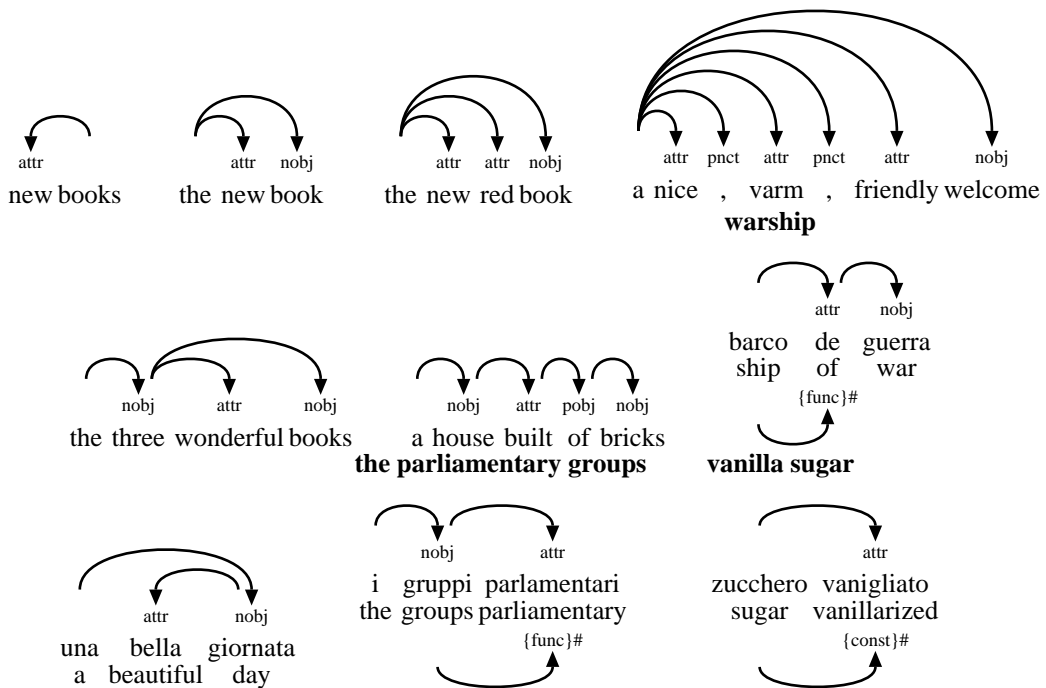 attr
new books
attr nobj
the new book
attr attr nobj
the new red book
attr pnct attr pnct attr nobj
a nice , varm , friendly welcome
nobj attr nobj
the three wonderful books
nobj attr pobj nobj
a house built of bricks
warship
attr nobj
barco de guerra
ship of war
{func}#
attr nobj
una bella giornata
a beautiful day
the parliamentary groups
nobj attr
i gruppi parlamentari
the groups parliamentary
{func}#
vanilla sugar
attr
zucchero vanigliato
sugar vanillarized
{const}#